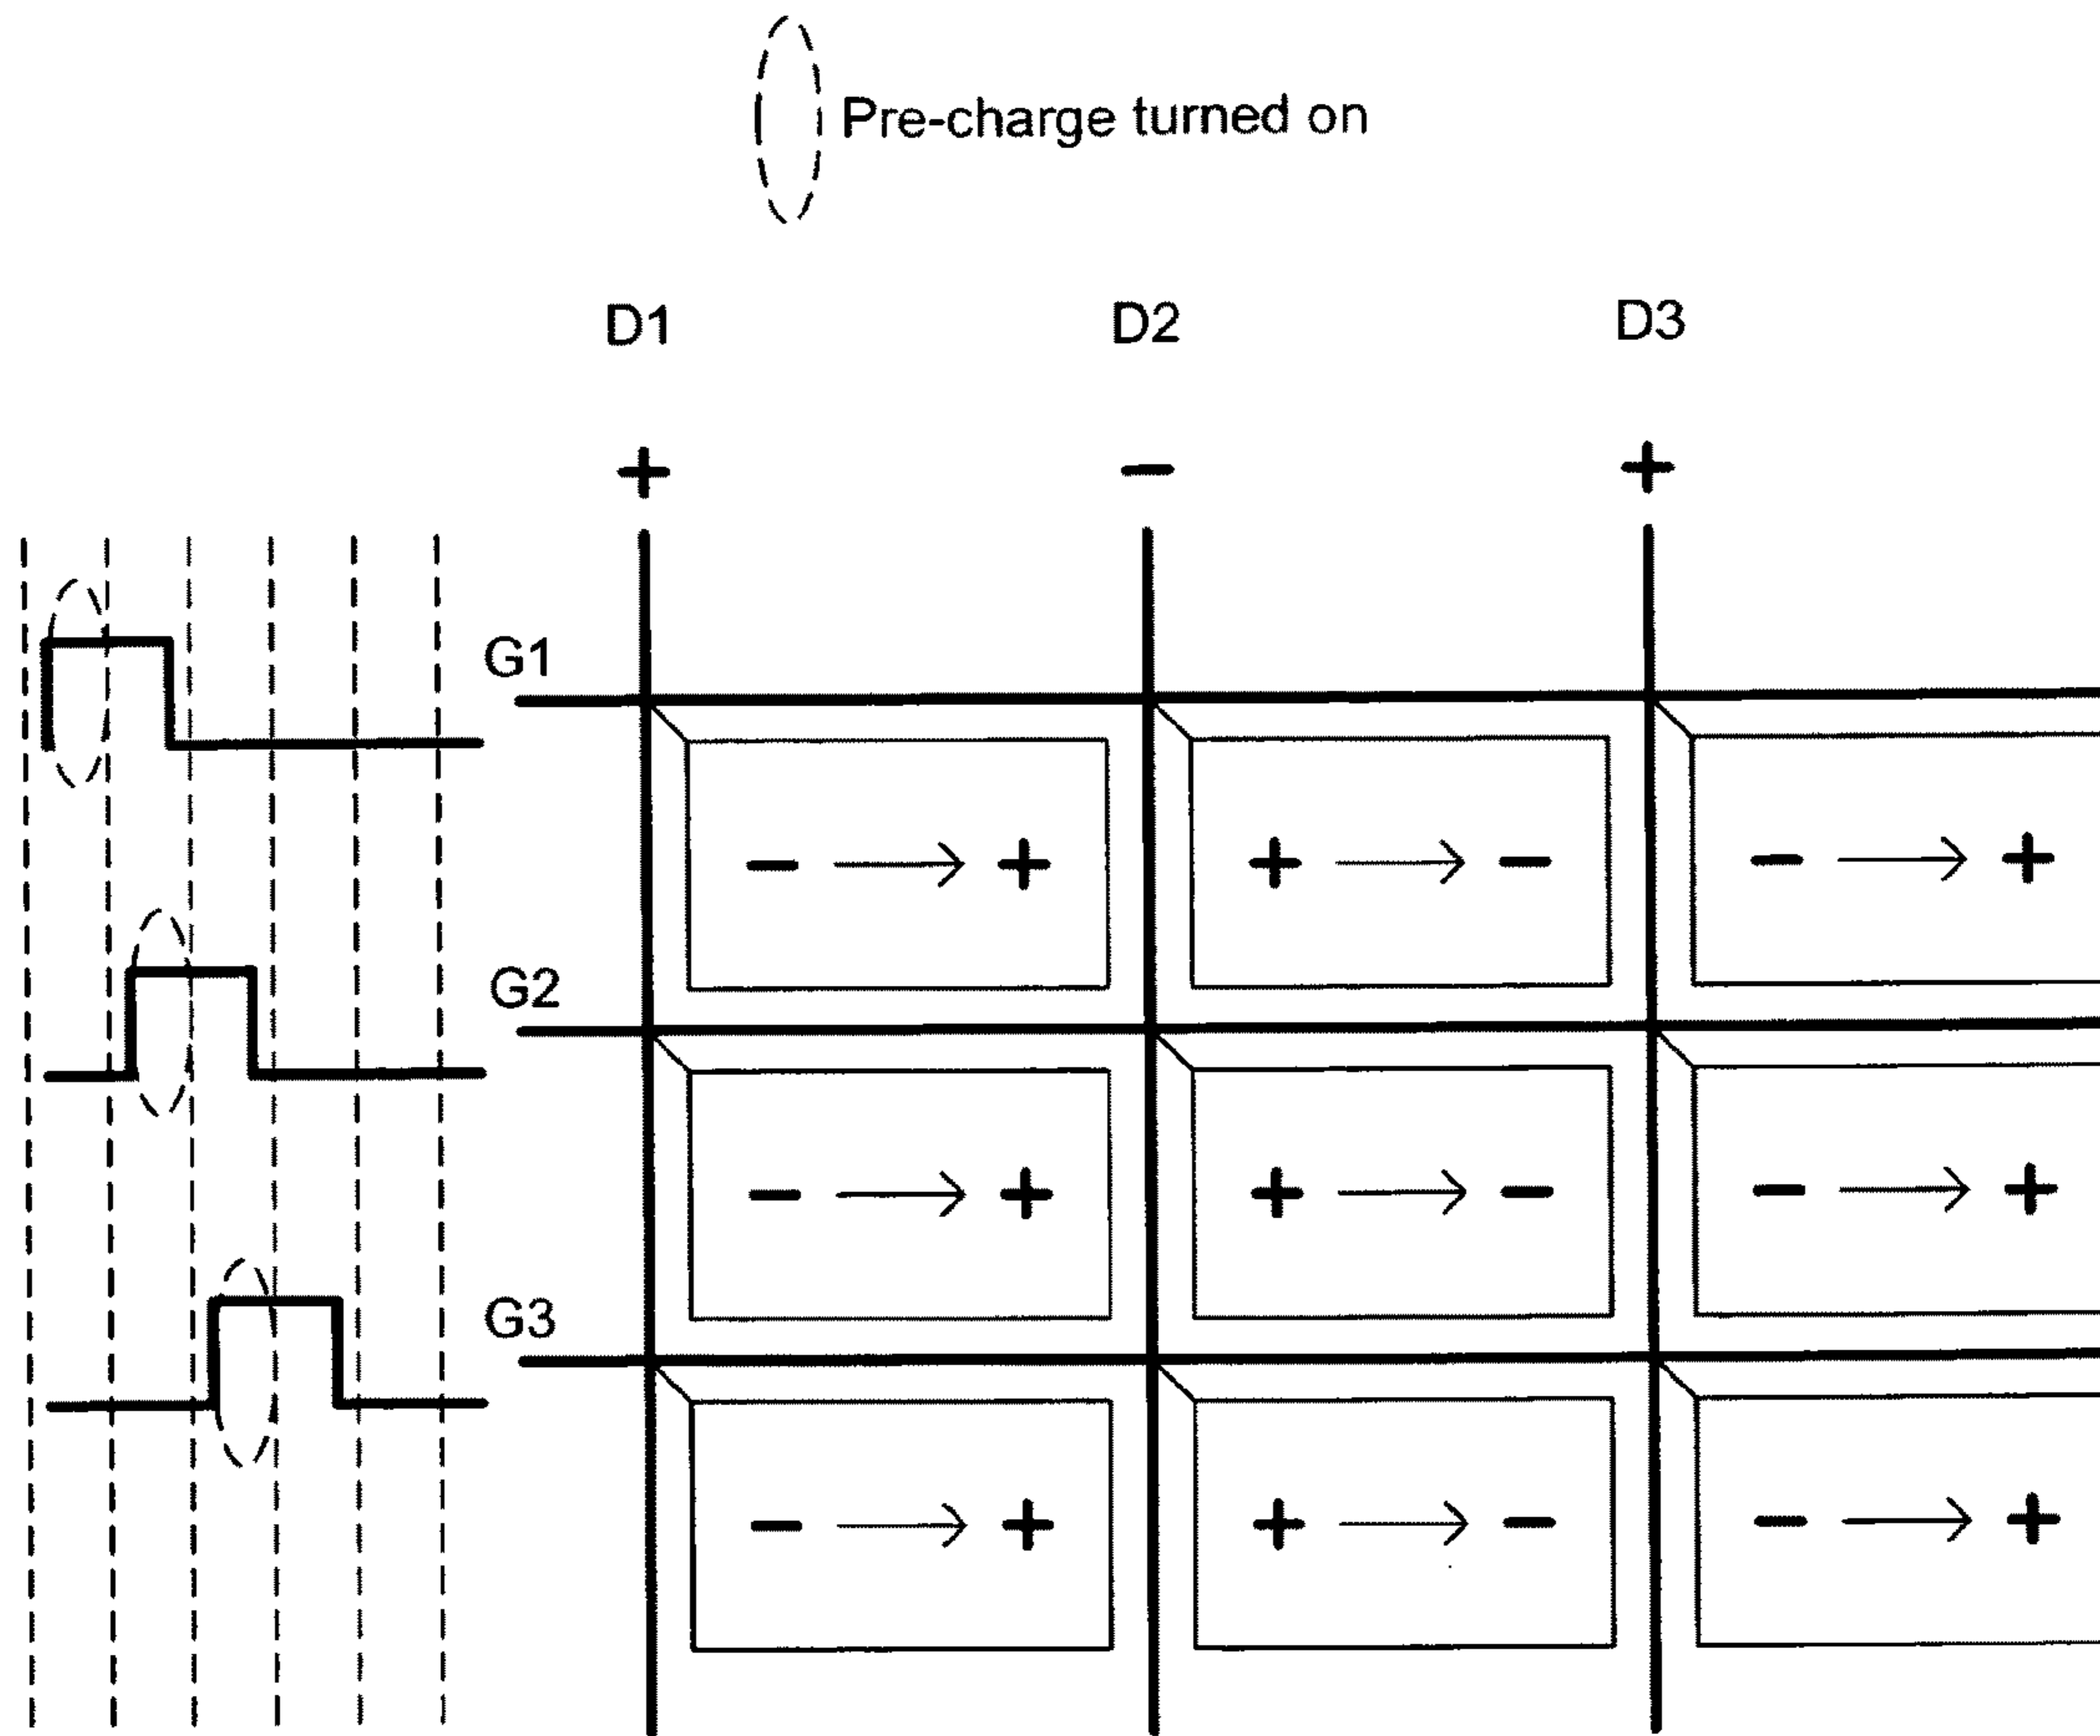 Pre-charge turned on
D1 D2 D3
+ − +
G1
− → + + → − − → +
G2
− → + + → − − → +
G3
− → + + → − − → +